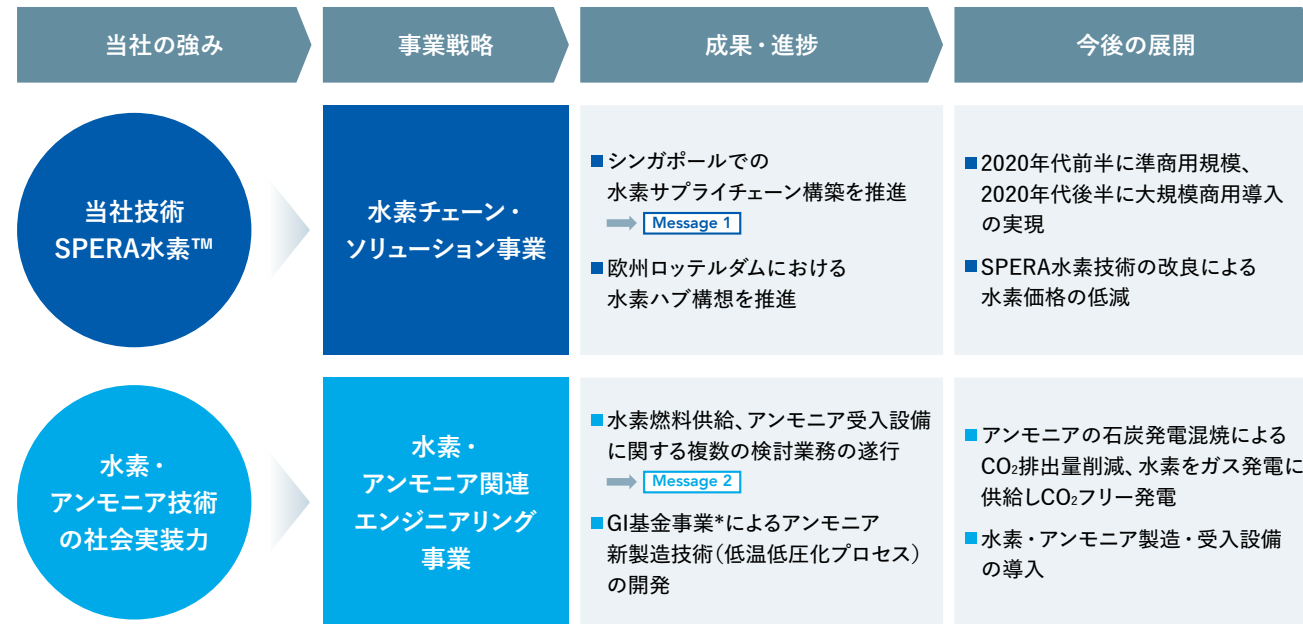 当社の強み
事業戦略
成果・進捗
今後の展開
当社技術
SPERA水素™
水素チェーン・
ソリューション事業
■シンガポールでの
水素サプライチェーン構築を推進
Message 1
■欧州ロッテルダムにおける
水素ハブ構想を推進
■2020年代前半に準商用規模、
2020年代後半に大規模商用導入
の実現
■SPERA水素技術の改良による
水素価格の低減
水素・
アンモニア技術
の社会実装力
水素・
アンモニア関連
エンジニアリング
事業
■水素燃料供給、アンモニア受入設備
に関する複数の検討業務の遂行
Message 2
■GI基金事業*によるアンモニア
新製造技術（低温低圧化プロセス）
の開発
■アンモニアの石炭発電混焼による
CO₂排出量削減、水素をガス発電に
供給しCO₂フリー発電
■水素・アンモニア製造・受入設備
の導入